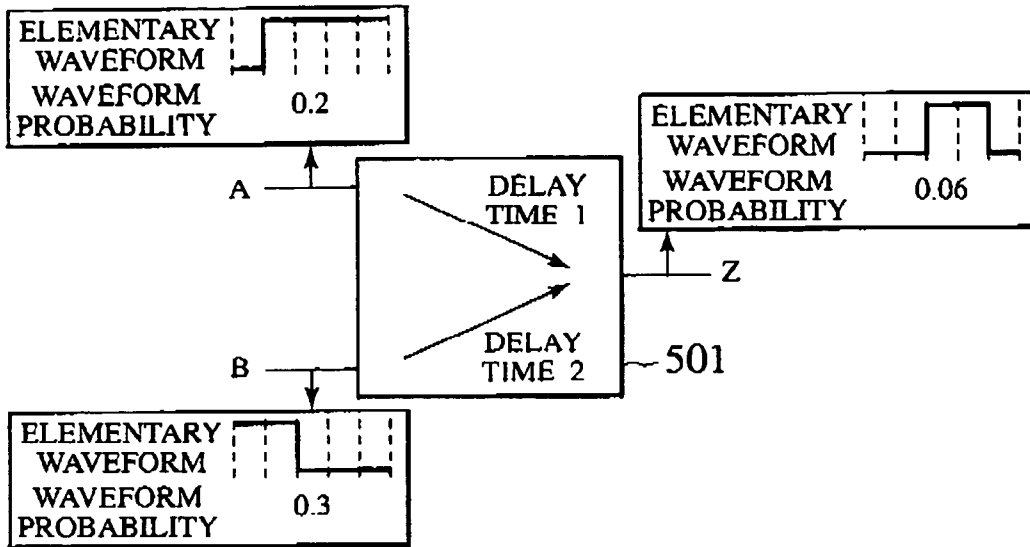 ELEMENTARY
WAVEFORM
WAVEFORM 0.2
PROBABILITY
ELEMENTARY
WAVEFORM
WAVEFORM 0.06
PROBABILITY
A
DELAY
TIME 1
Z
DELAY
TIME 2
B
501
ELEMENTARY
WAVEFORM
WAVEFORM 0.3
PROBABILITY